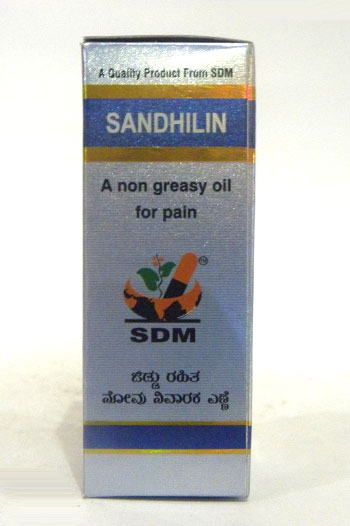 A Quality Product From SDM
SANDHILIN
A non greasy oil
for pain
SDM
ಜಿಡ್ಡು ರಹಿತ
ನೋವು ನಿವಾರಕ ಎಣ್ಣೆ